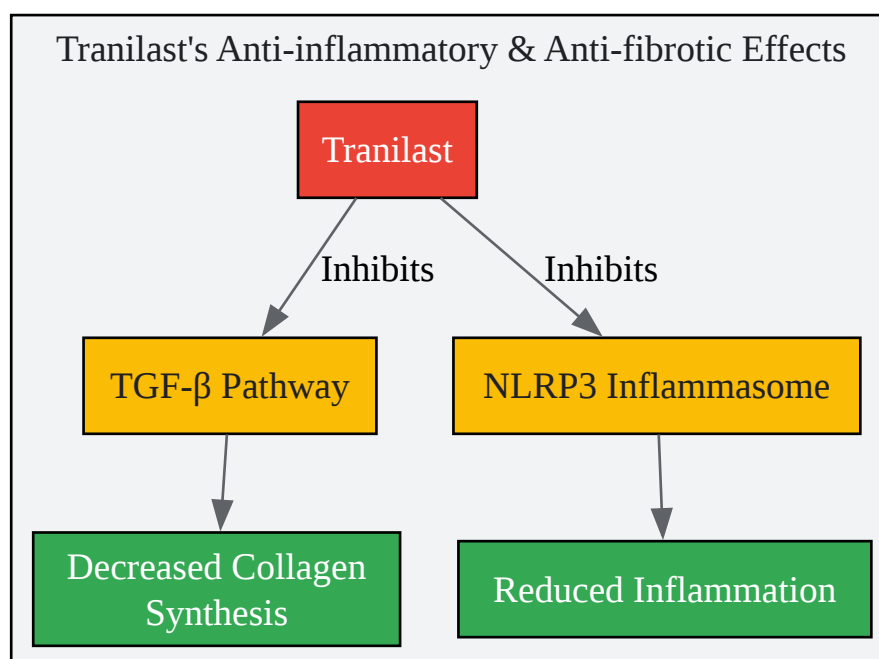 Tranilast's Anti-inflammatory & Anti-fibrotic Effects
Tranilast
Inhibits
Inhibits
TGF-β Pathway
NLRP3 Inflammasome
Decreased Collagen
Synthesis
Reduced Inflammation